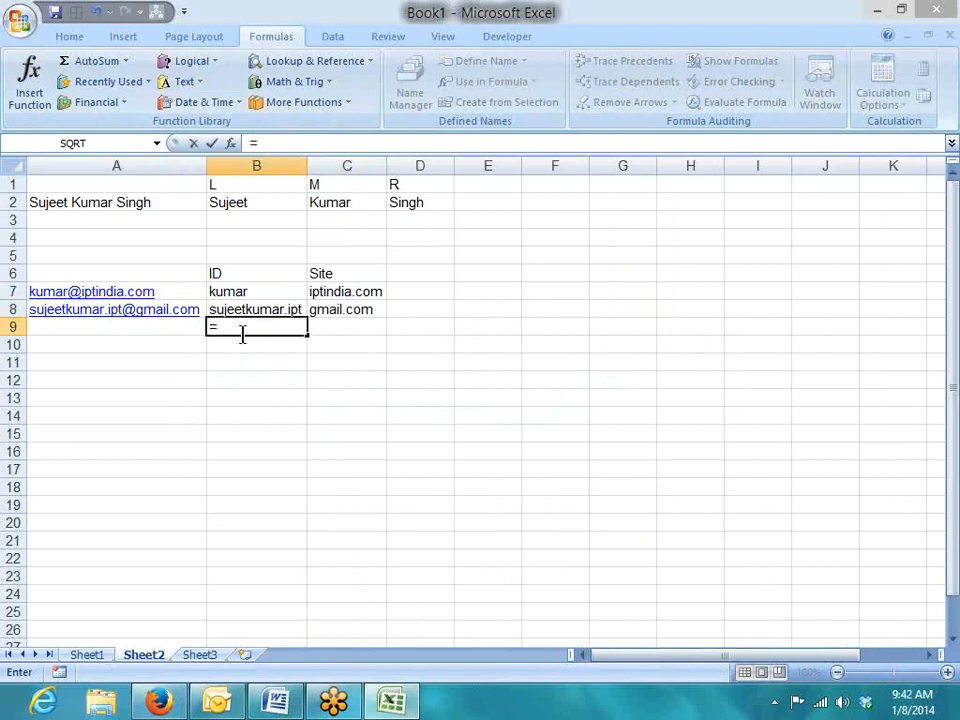 Book1 - Microsoft Excel
Home Insert Page Layout Formulas Data Review View Developer
fx Insert Function
Σ AutoSum
Recently Used
Financial
Logical
Text
Date & Time
Lookup & Reference
Math & Trig
More Functions
Function Library
Name Manager
Define Name
Use in Formula
Create from Selection
Defined Names
Trace Precedents
Trace Dependents
Remove Arrows
Show Formulas
Error Checking
Evaluate Formula
Formula Auditing
Watch Window
Calculation Options
Calculation
SQRT fx =
A B C D E F G H I J K
1 L M R
2 Sujeet Kumar Singh Sujeet Kumar Singh
3
4
5
6 ID Site
7 kumar@iptindia.com kumar iptindia.com
8 sujeetkumar.ipt@gmail.com sujeetkumar.ipt gmail.com
9 =
10
11
12
13
14
15
16
17
18
19
20
21
22
23
24
25
26
27
Sheet1 Sheet2 Sheet3
Enter 100%
9:42 AM
1/8/2014